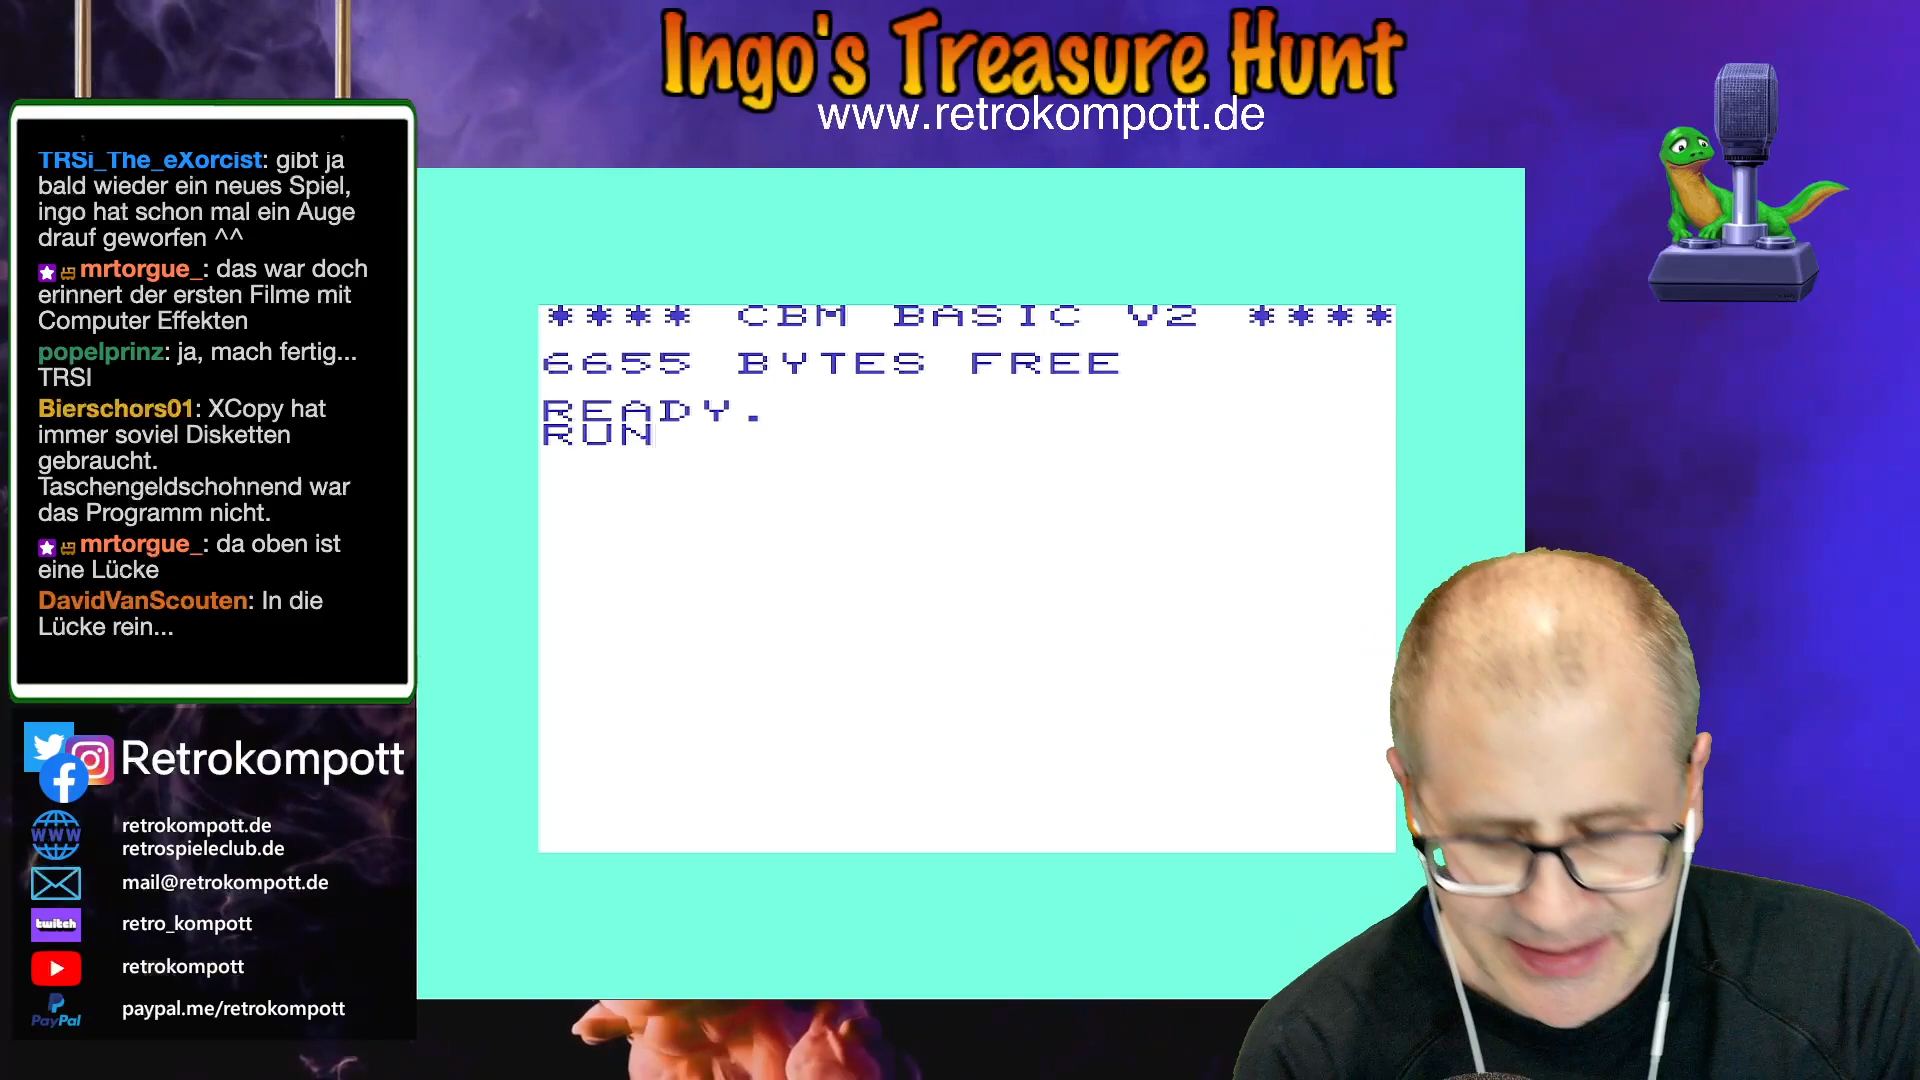 Ingo's Treasure Hunt
www.retrokompott.de
TRSi_The_eXorcist: gibt ja
bald wieder ein neues Spiel,
ingo hat schon mal ein Auge
drauf geworfen ^^
mrtorgue_: das war doch
erinnert der ersten Filme mit
Computer Effekten
popelprinz: ja, mach fertig...
TRSI
Bierschors01: XCopy hat
immer soviel Disketten
gebraucht.
Taschengeldschohnend war
das Programm nicht.
mrtorgue_: da oben ist
eine Lücke
DavidVanScouten: In die
Lücke rein...
**** CBM BASIC V2 ****
6655 BYTES FREE
READY.
RUN
Retrokompott
WWW
retrokompott.de
retrospieleclub.de
mail@retrokompott.de
twitch
retro_kompott
retrokompott
PayPal
paypal.me/retrokompott